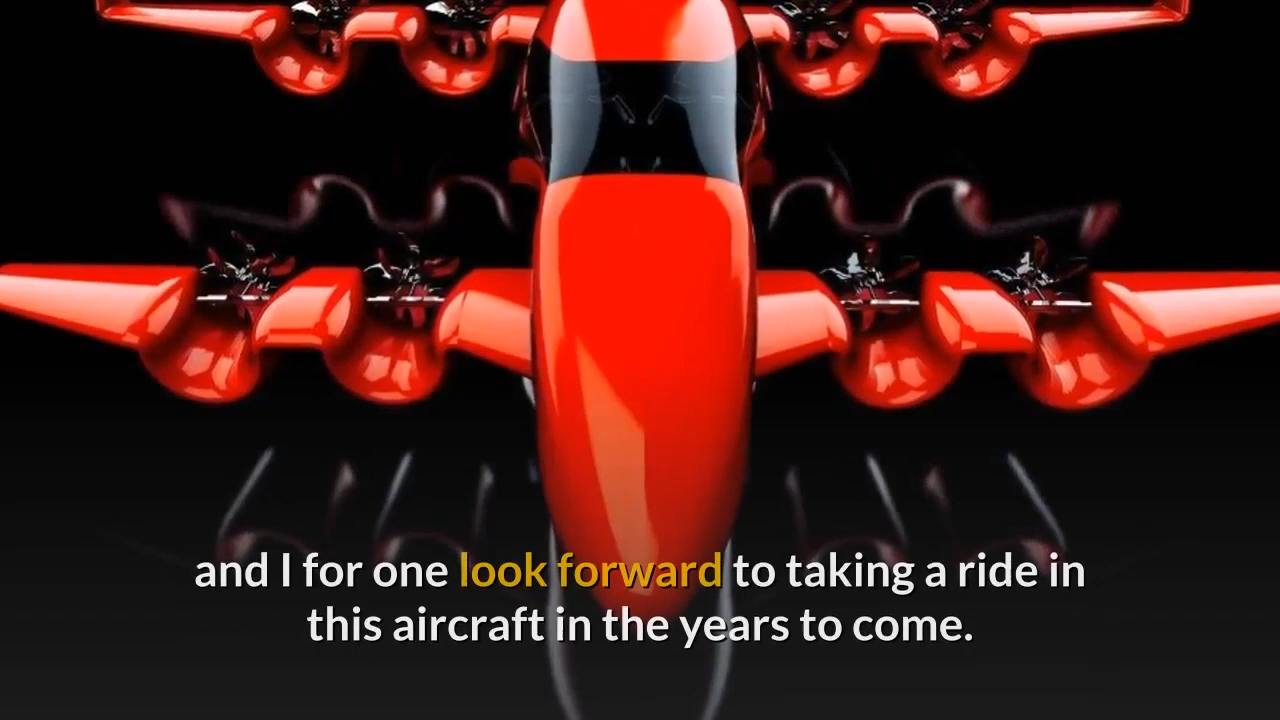 and I for one look forward to taking a ride in
this aircraft in the years to come.